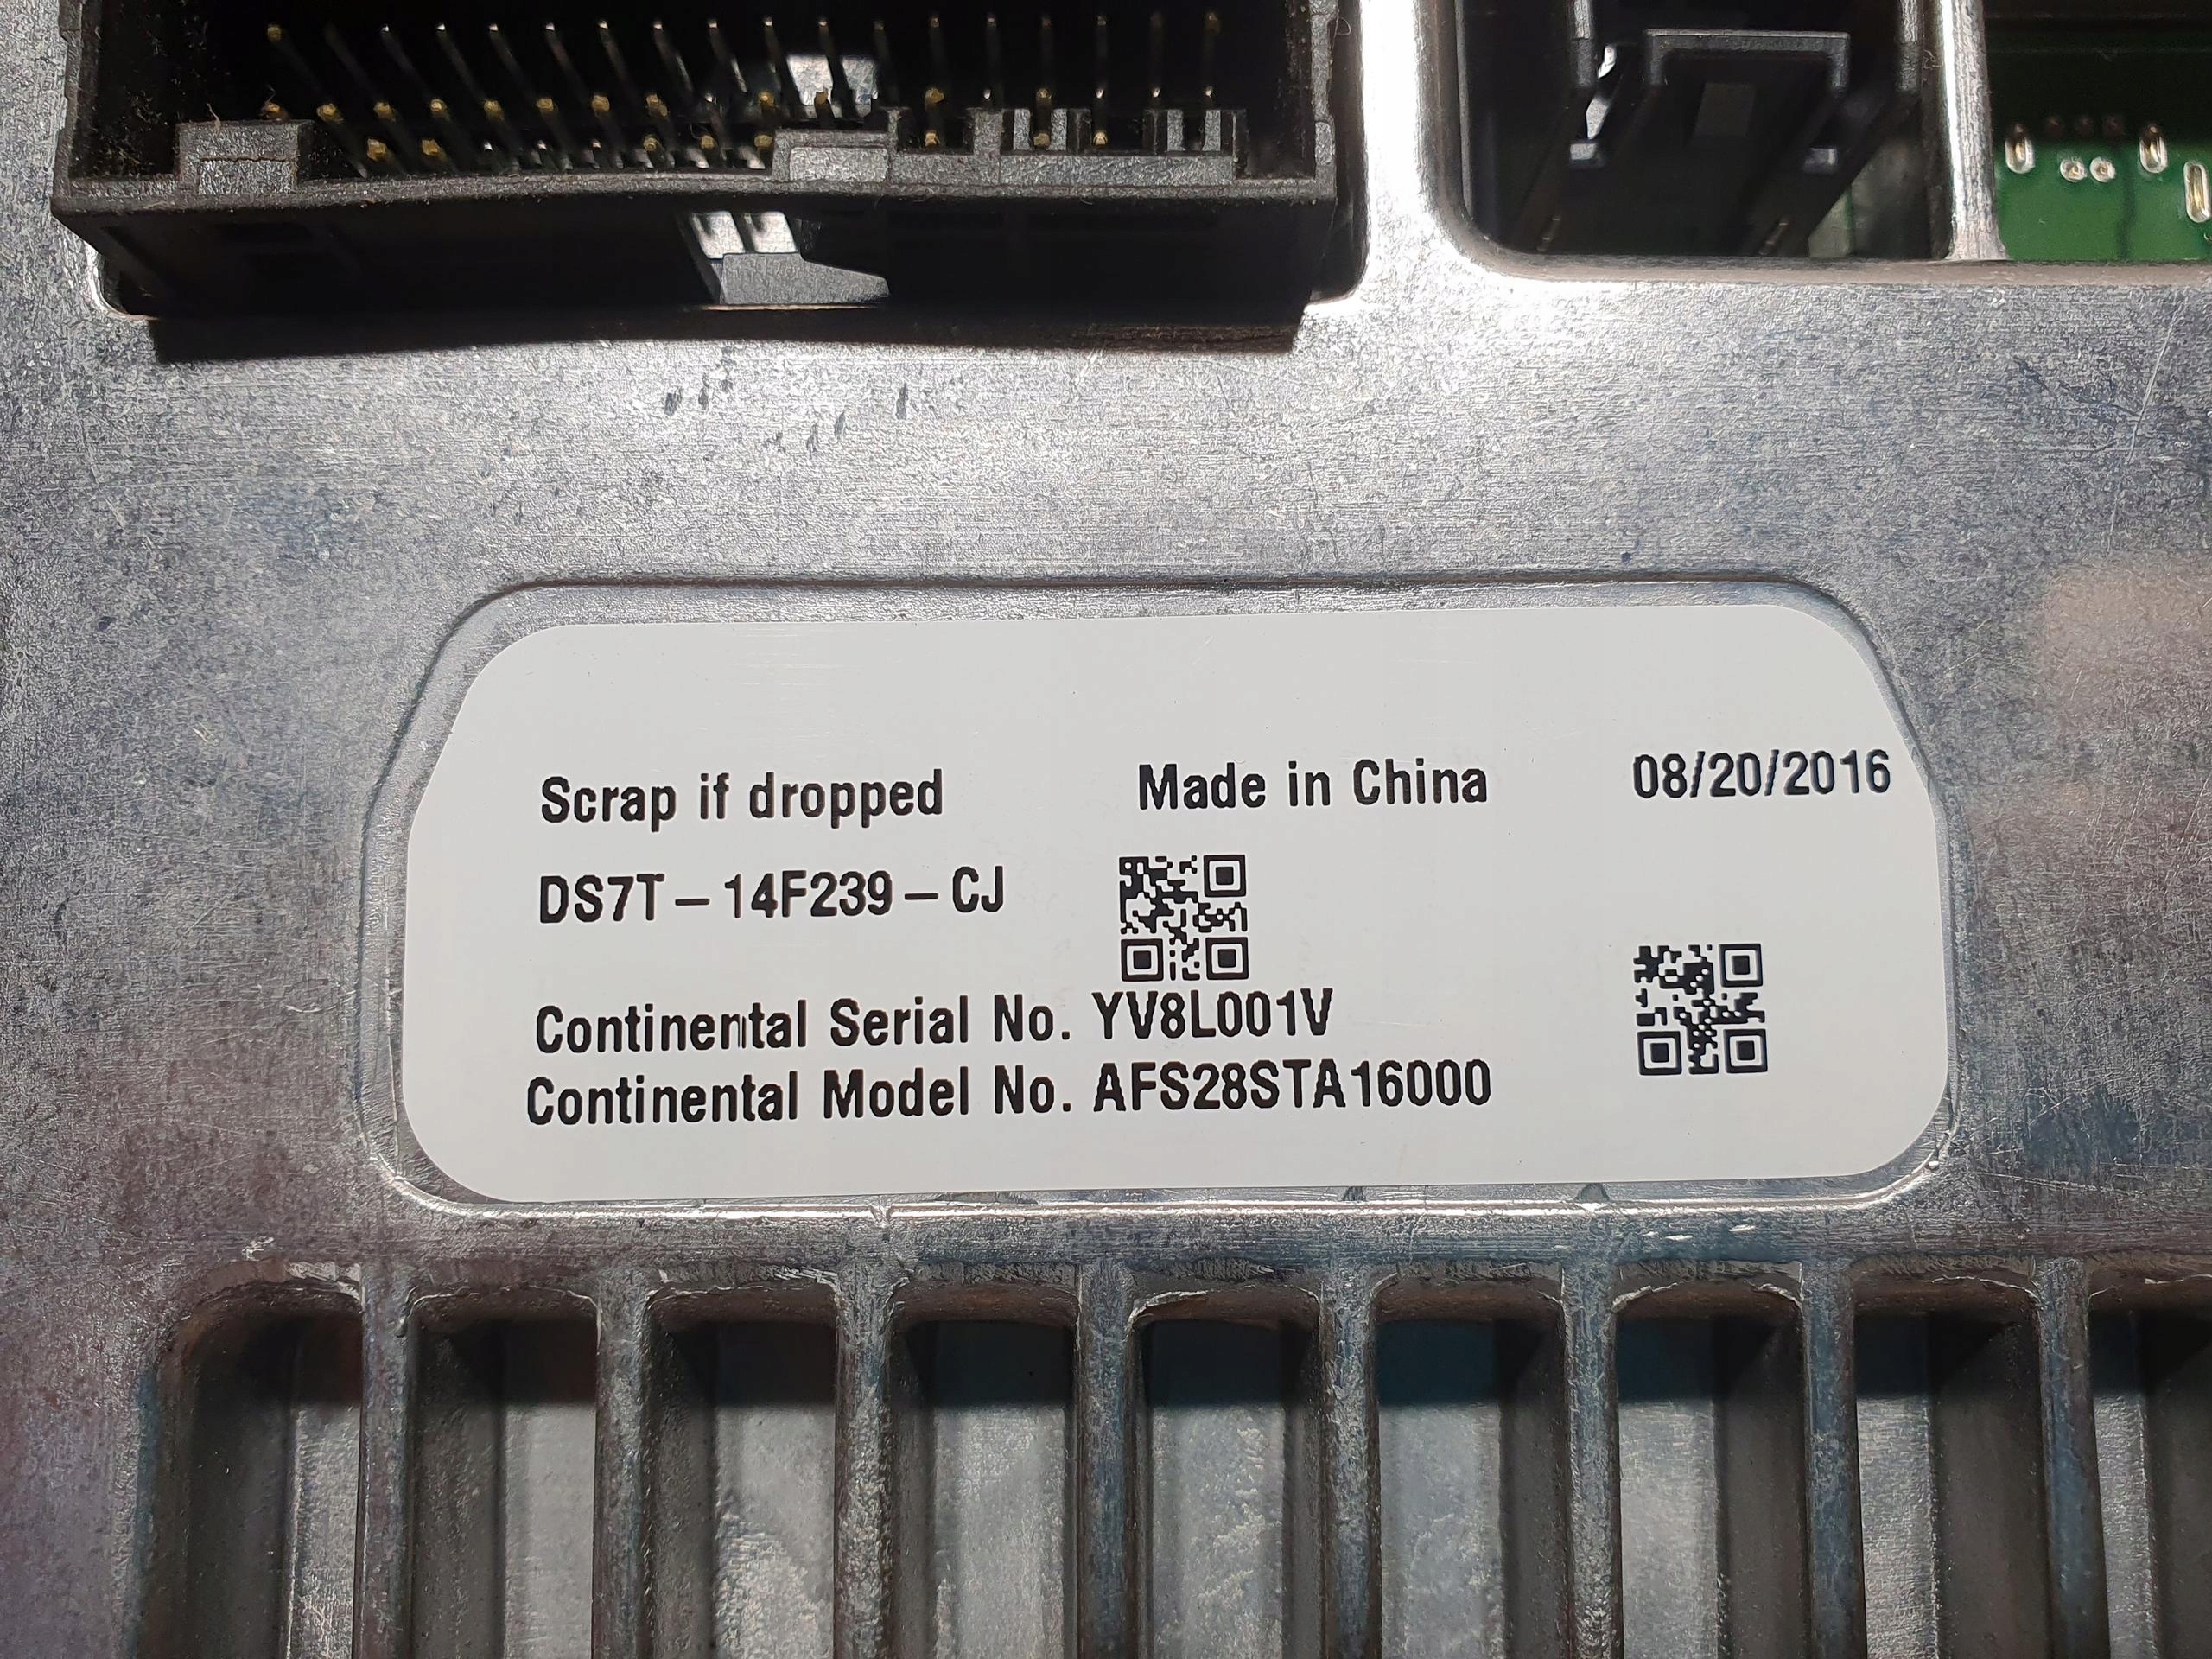 Scrap if dropped Made in China 08/20/2016
DS7T-14F239-CJ
Continental Serial No. YV8L001V
Continental Model No. AFS28STA16000